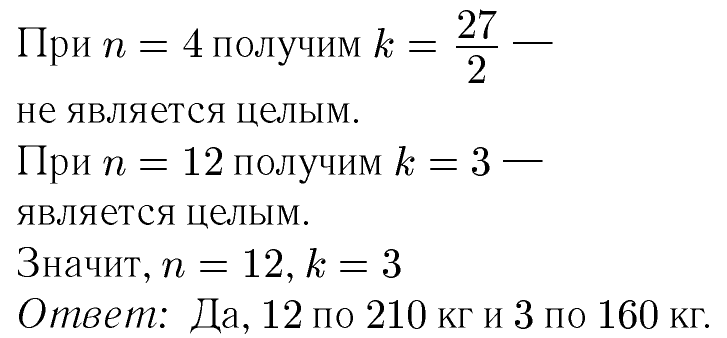 При n = 4 получим k = 27/2 —
не является целым.
При n = 12 получим k = 3 —
является целым.
Значит, n = 12, k = 3
Ответ: Да, 12 по 210 кг и 3 по 160 кг.